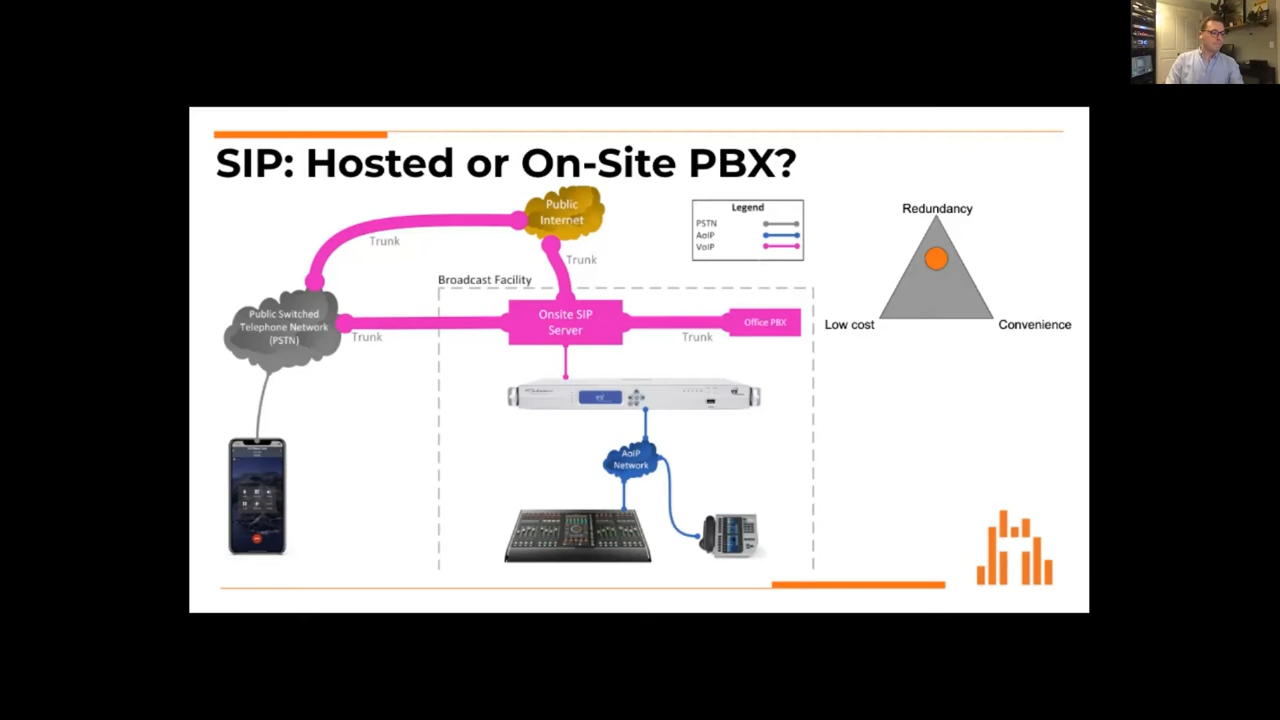 SIP: Hosted or On-Site PBX?
Public
Internet
Trunk
Trunk
Legend
PSTN
AoIP
VoIP
Redundancy
Low cost
Convenience
Broadcast Facility
Public Switched
Telephone Network
(PSTN)
Trunk
Onsite SIP
Server
Trunk
Office PBX
AoIP
Network